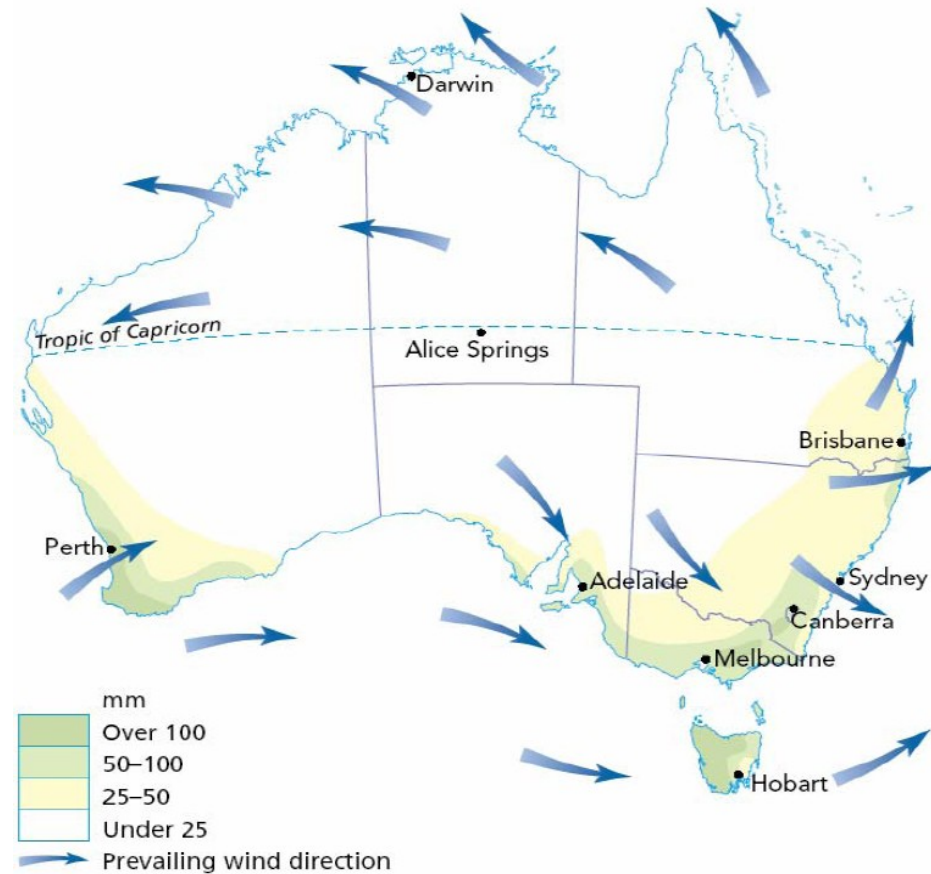 Darwin
Tropic of Capricorn
Alice Springs
Brisbane
Perth
Adelaide
Sydney
Canberra
Melbourne
Hobart
mm
Over 100
50–100
25–50
Under 25
Prevailing wind direction